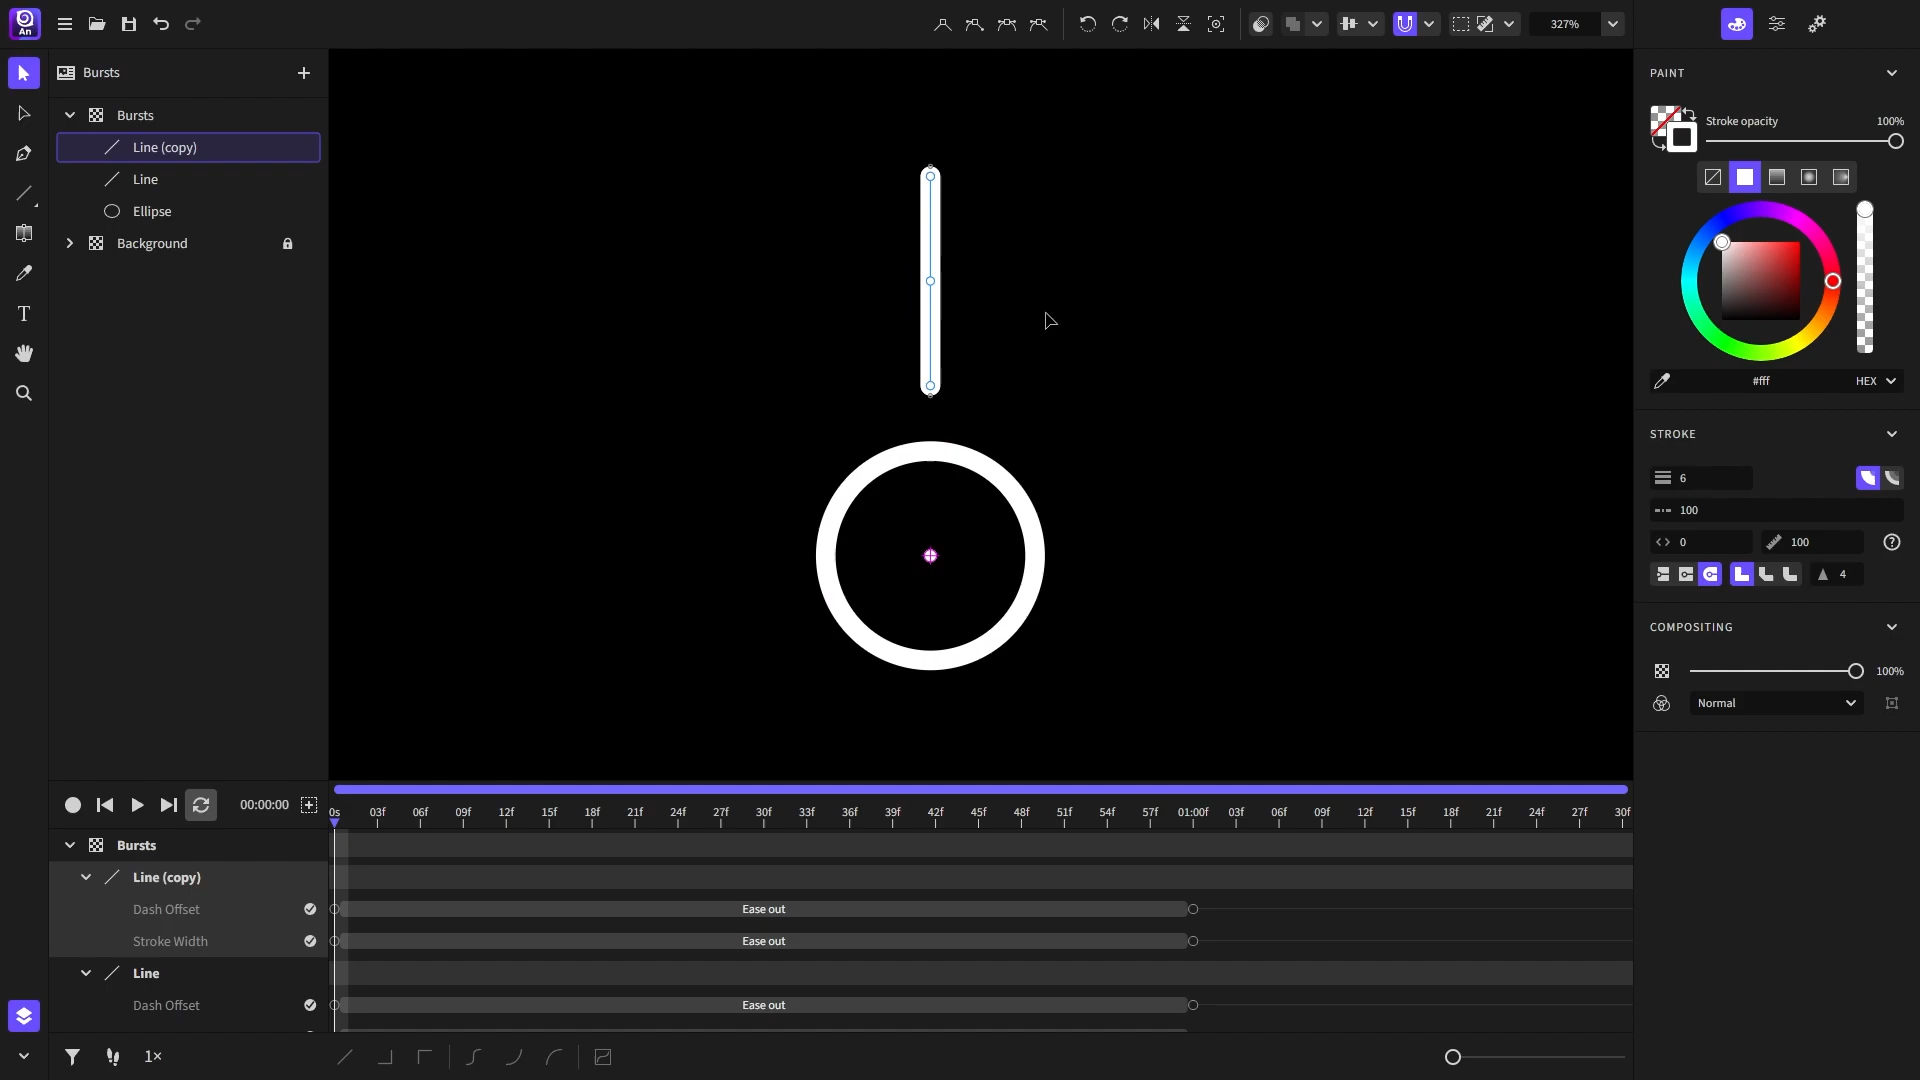 An
327%
Bursts
Bursts
Line (copy)
Line
Ellipse
Background
T
PAINT
Stroke opacity
100%
#fff
HEX
STROKE
6
100
0
100
4
COMPOSITING
100%
Normal
00:00:00
0s 03f 06f 09f 12f 15f 18f 21f 24f 27f 30f 33f 36f 39f 42f 45f 48f 51f 54f 57f 01:00f 03f 06f 09f 12f 15f 18f 21f 24f 27f 30f
Bursts
Line (copy)
Dash Offset
Ease out
Stroke Width
Ease out
Line
Dash Offset
Ease out
1×